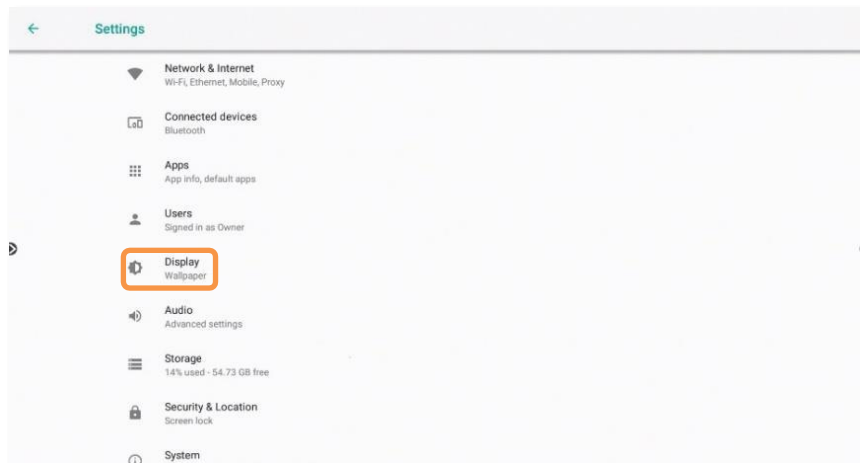 Settings
Network & Internet
Wi-Fi, Ethernet, Mobile, Proxy
Connected devices
Bluetooth
Apps
App info, default apps
Users
Signed in as Owner
Display
Wallpaper
Audio
Advanced settings
Storage
14% used - 54.73 GB free
Security & Location
Screen lock
System